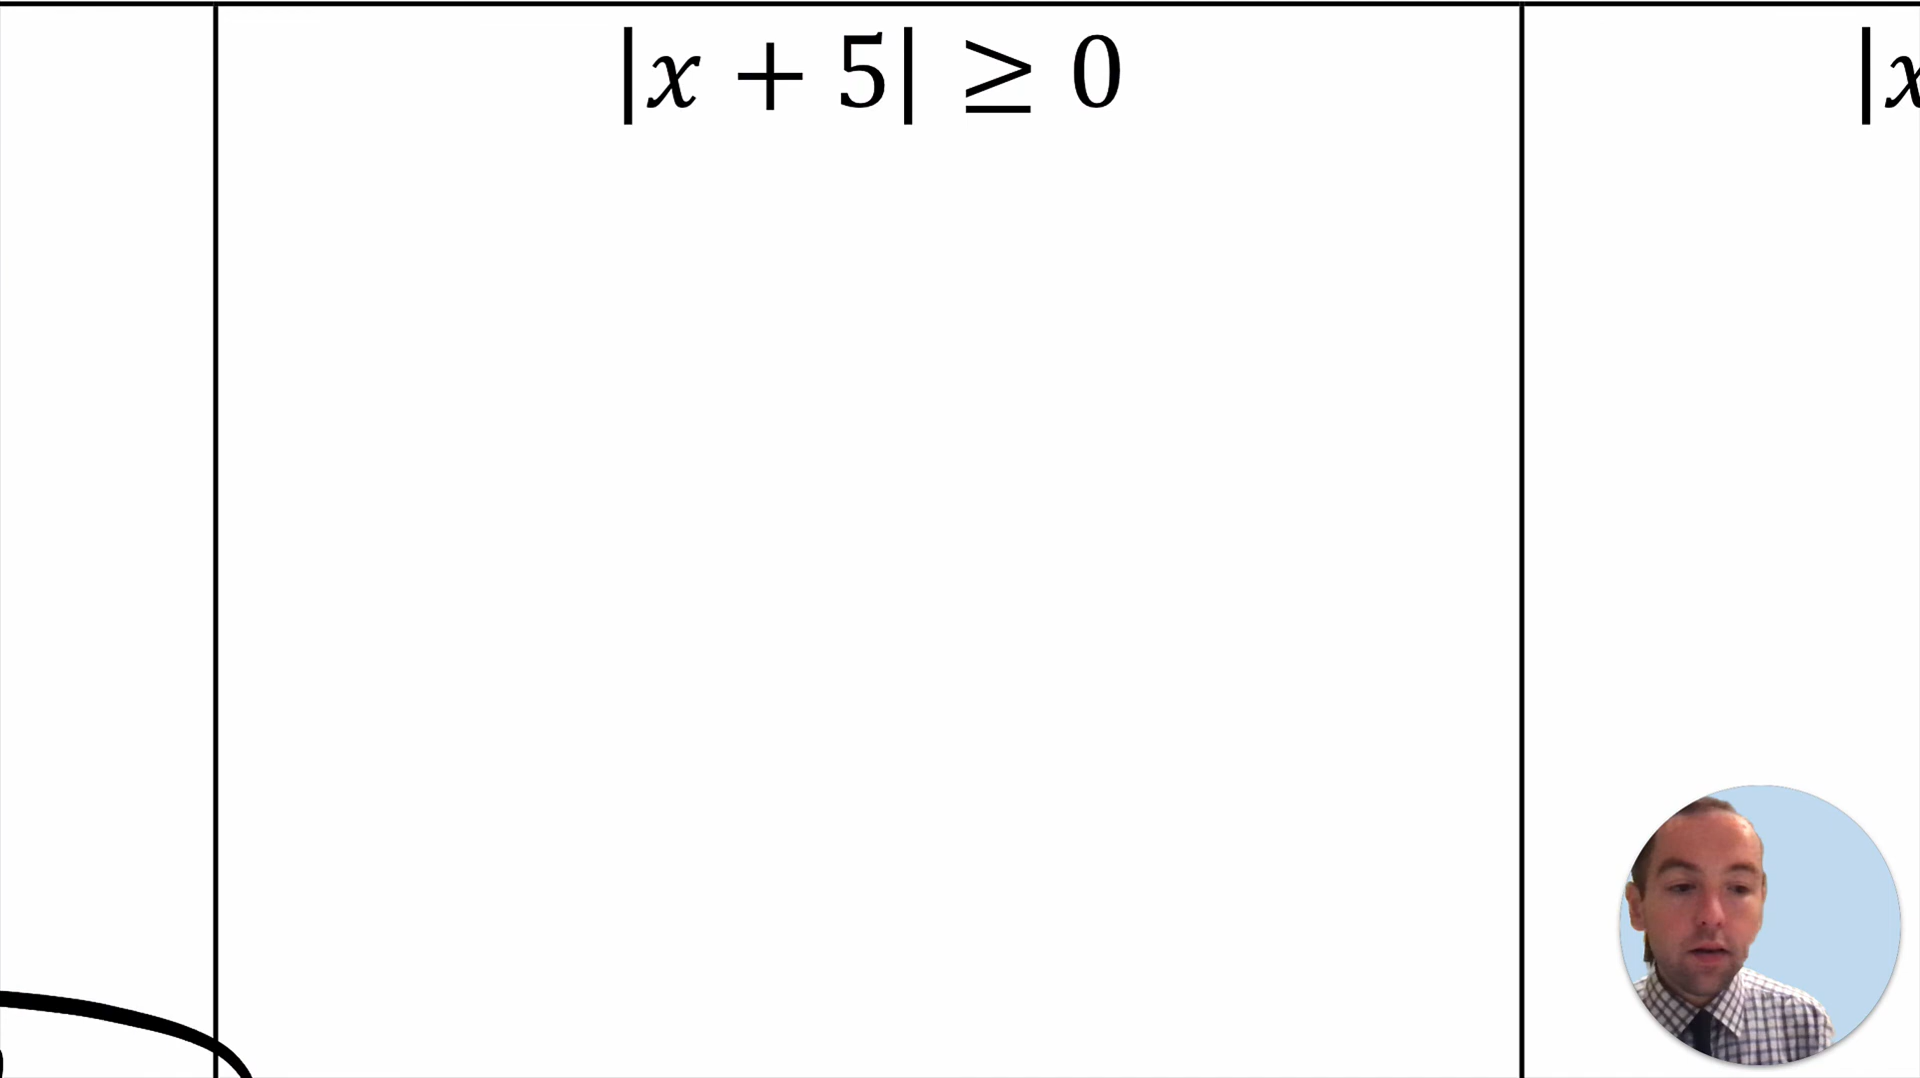 |x + 5| ≥ 0
|x